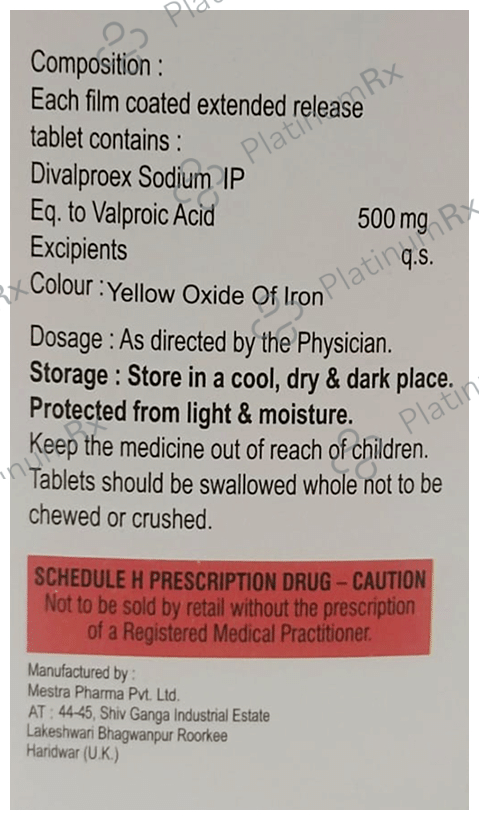 Composition :
Each film coated extended release
tablet contains :
Divalproex Sodium IP
Eq. to Valproic Acid 500 mg
Excipients q.s.
Colour : Yellow Oxide Of Iron
Dosage : As directed by the Physician.
Storage : Store in a cool, dry & dark place.
Protected from light & moisture.
Keep the medicine out of reach of children.
Tablets should be swallowed whole not to be
chewed or crushed.
SCHEDULE H PRESCRIPTION DRUG – CAUTION
Not to be sold by retail without the prescription
of a Registered Medical Practitioner.
Manufactured by :
Mestra Pharma Pvt. Ltd.
AT : 44-45, Shiv Ganga Industrial Estate
Lakeshwari Bhagwanpur Roorkee
Haridwar (U.K.)
PlatinumRx
PlatinumRx